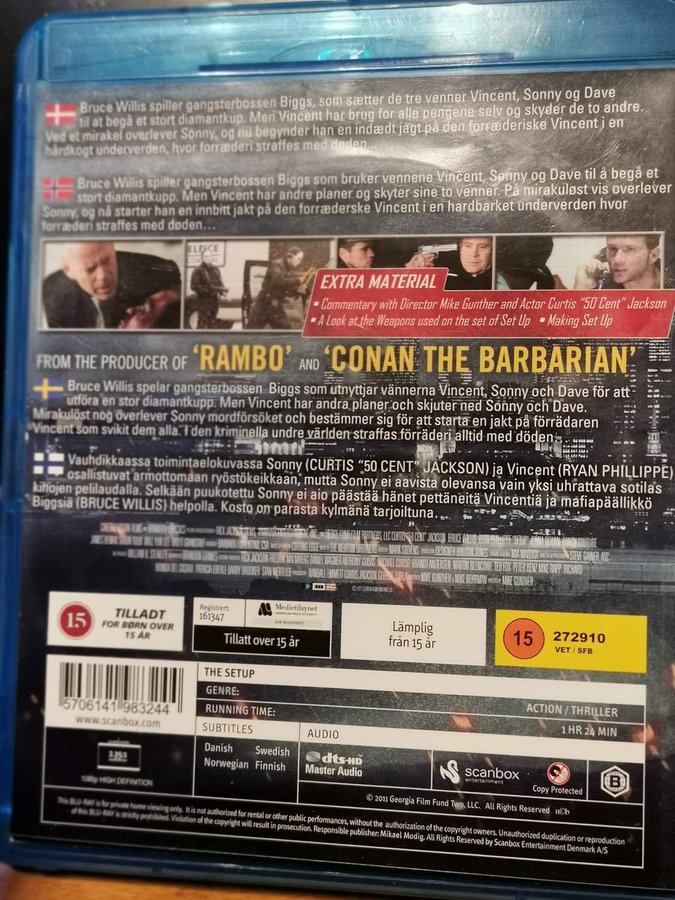 Bruce Willis spiller gangsterbossen Biggs, som sætter de tre venner Vincent, Sonny og Dave
til at begå et stort diamantkup. Men Vincent har brug for alle pengene selv og skyder de to andre.
Ved et mirakel overlever Sonny, og nu begynder han en indædt jagt på den forræderiske Vincent i en
hårdkogt underverden, hvor forræderi straffes med døden...
Bruce Willis spiller gangsterbossen Biggs som bruker vennene Vincent, Sonny og Dave til å begå et
stort diamantkupp. Men Vincent har andre planer og skyter sine to venner. På mirakuløst vis overlever
Sonny, og nå starter han en innbitt jakt på den forræderske Vincent i en hardbarket underverden hvor
forræderi straffes med døden...
EXTRA MATERIAL
• Commentary with Director Mike Gunther and Actor Curtis "50 Cent" Jackson
• A Look at the Weapons used on the set of Set Up • Making Set Up
FROM THE PRODUCER OF 'RAMBO' AND 'CONAN THE BARBARIAN'
Bruce Willis spelar gangsterbossen Biggs som utnyttjar vännerna Vincent, Sonny och Dave för att
utföra en stor diamantkupp. Men Vincent har andra planer och skjuter ned Sonny och Dave.
Mirakulöst nog överlever Sonny mordförsöket och bestämmer sig för att starta en jakt på förrädaren
Vincent som svikit dem alla. I den kriminella undre världen straffas förräderi alltid med döden...
Vauhdikkaassa toimintaelokuvassa Sonny (CURTIS "50 CENT" JACKSON) ja Vincent (RYAN PHILLIPPE)
osallistuvat armottomaan ryöstökeikkaan, mutta Sonny ei aavista olevansa vain yksi uhrattava sotilas
kihojen pelilaudalla. Selkään puukotettu Sonny ei aio päästää hänet pettäneitä Vincentiä ja mafiapäällikö
Biggsiä (BRUCE WILLIS) helpolla. Kosto on parasta kylmänä tarjoiltuna.
15
TILLADT
FOR BØRN OVER
15 ÅR
Registrert:
161347
Medietilsynet
Tillatt over 15 år
Lämplig
från 15 år
15
272910
VET / SFB
5706141 983244
www.scanbox.com
THE SETUP
GENRE:
ACTION / THRILLER
RUNNING TIME:
1 HR 24 MIN
SUBTITLES
Danish Swedish
Norwegian Finnish
AUDIO
dts-HD
Master Audio
scanbox
entertainment
Copy Protected
B
2.35:1
1080p HIGH DEFINITION
© 2011 Georgia Film Fund Two, LLC. All Rights Reserved nCb
This BLU-RAY is for private home viewing only. It is not authorized for rental or other public performances, without the authorization of the copyright owners. Unauthorized duplication or reproduction
of this BLU-RAY is strictly prohibited. Violation of the copyright will result in prosecution. Responsible publisher: Mikael Modig. All Rights Reserved by Scanbox Entertainment Denmark A/S